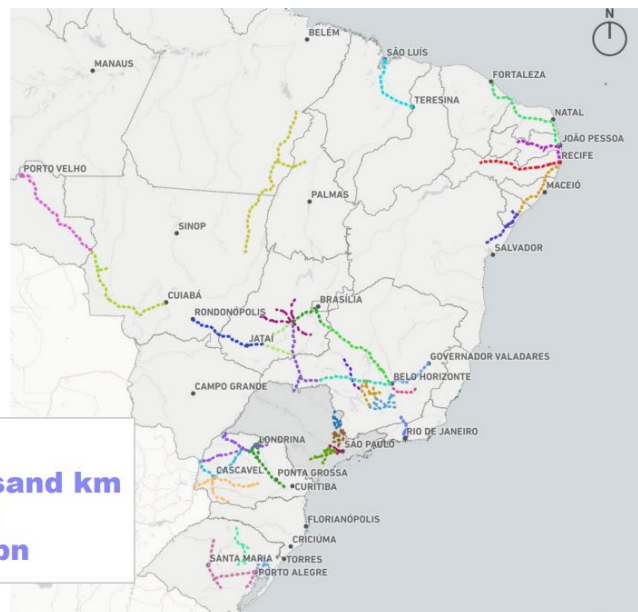 N
BELÉM
SÃO LUÍS
MANAUS
FORTALEZA
TERESINA
NATAL
JOÃO PESSOA
RECIFE
PORTO VELHO
MACEIÓ
PALMAS
SINOP
SALVADOR
CUIABÁ
BRASÍLIA
RONDONÓPOLIS
JATAÍ
GOVERNADOR VALADARES
BELO HORIZONTE
CAMPO GRANDE
RIO DE JANEIRO
LONDRINA
SÃO PAULO
CASCAVEL
PONTA GROSSA
sand km
CURITIBA
FLORIANÓPOLIS
CRICIÚMA
SANTA MARIA
TORRES
PORTO ALEGRE